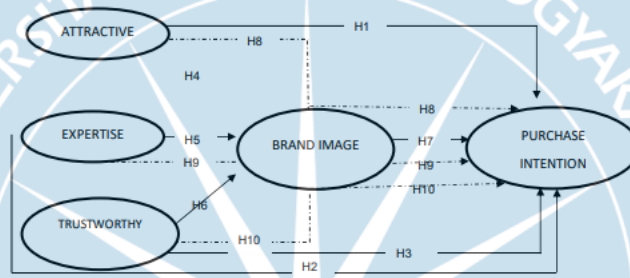 ATTRACTIVE
H1
H8
H4
H8
EXPERTISE
H5
BRAND IMAGE
H7
PURCHASE
INTENTION
H9
H9
H10
TRUSTWORTHY
H6
H10
H3
H2